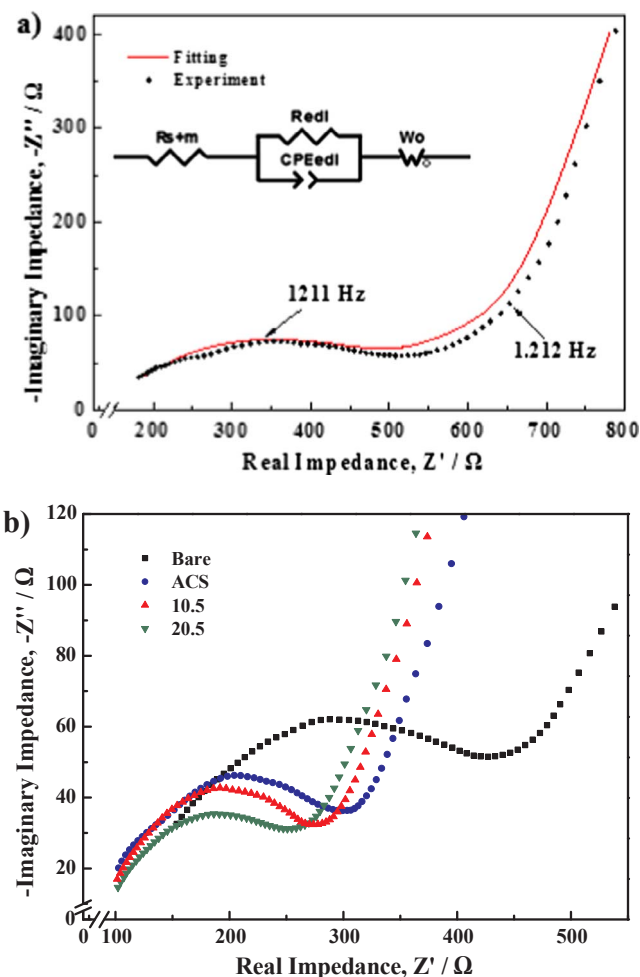 a)
400
300
200
100
0
Fitting
Experiment
Rs+m
Redl
CPEedl
Wo
1211 Hz
1.212 Hz
0 200 300 400 500 600 700 800
Real Impedance, Z' / Ω
-Imaginary Impedance, -Z'' / Ω
b)
120
100
80
60
40
20
0
Bare
ACS
10.5
20.5
0 100 200 300 400 500
Real Impedance, Z' / Ω
-Imaginary Impedance, -Z'' / Ω